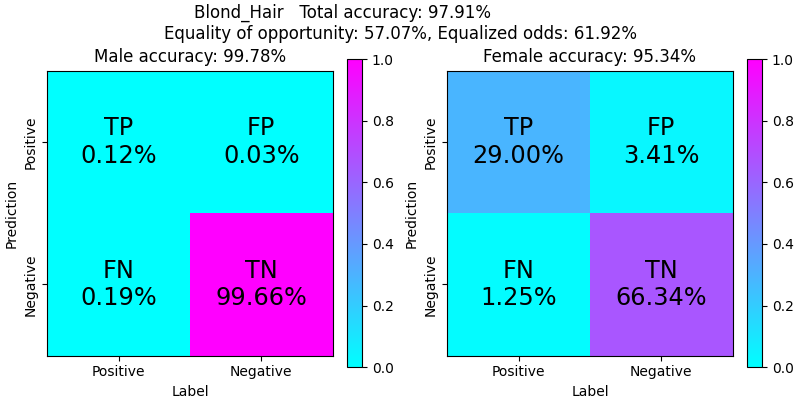 Blond_Hair   Total accuracy: 97.91%
Equality of opportunity: 57.07%, Equalized odds: 61.92%
Male accuracy: 99.78%
Prediction
Positive
Negative
TP
0.12%
FP
0.03%
FN
0.19%
TN
99.66%
Positive
Negative
Label
1.0
0.8
0.6
0.4
0.2
0.0
Female accuracy: 95.34%
Prediction
Positive
Negative
TP
29.00%
FP
3.41%
FN
1.25%
TN
66.34%
Positive
Negative
Label
1.0
0.8
0.6
0.4
0.2
0.0